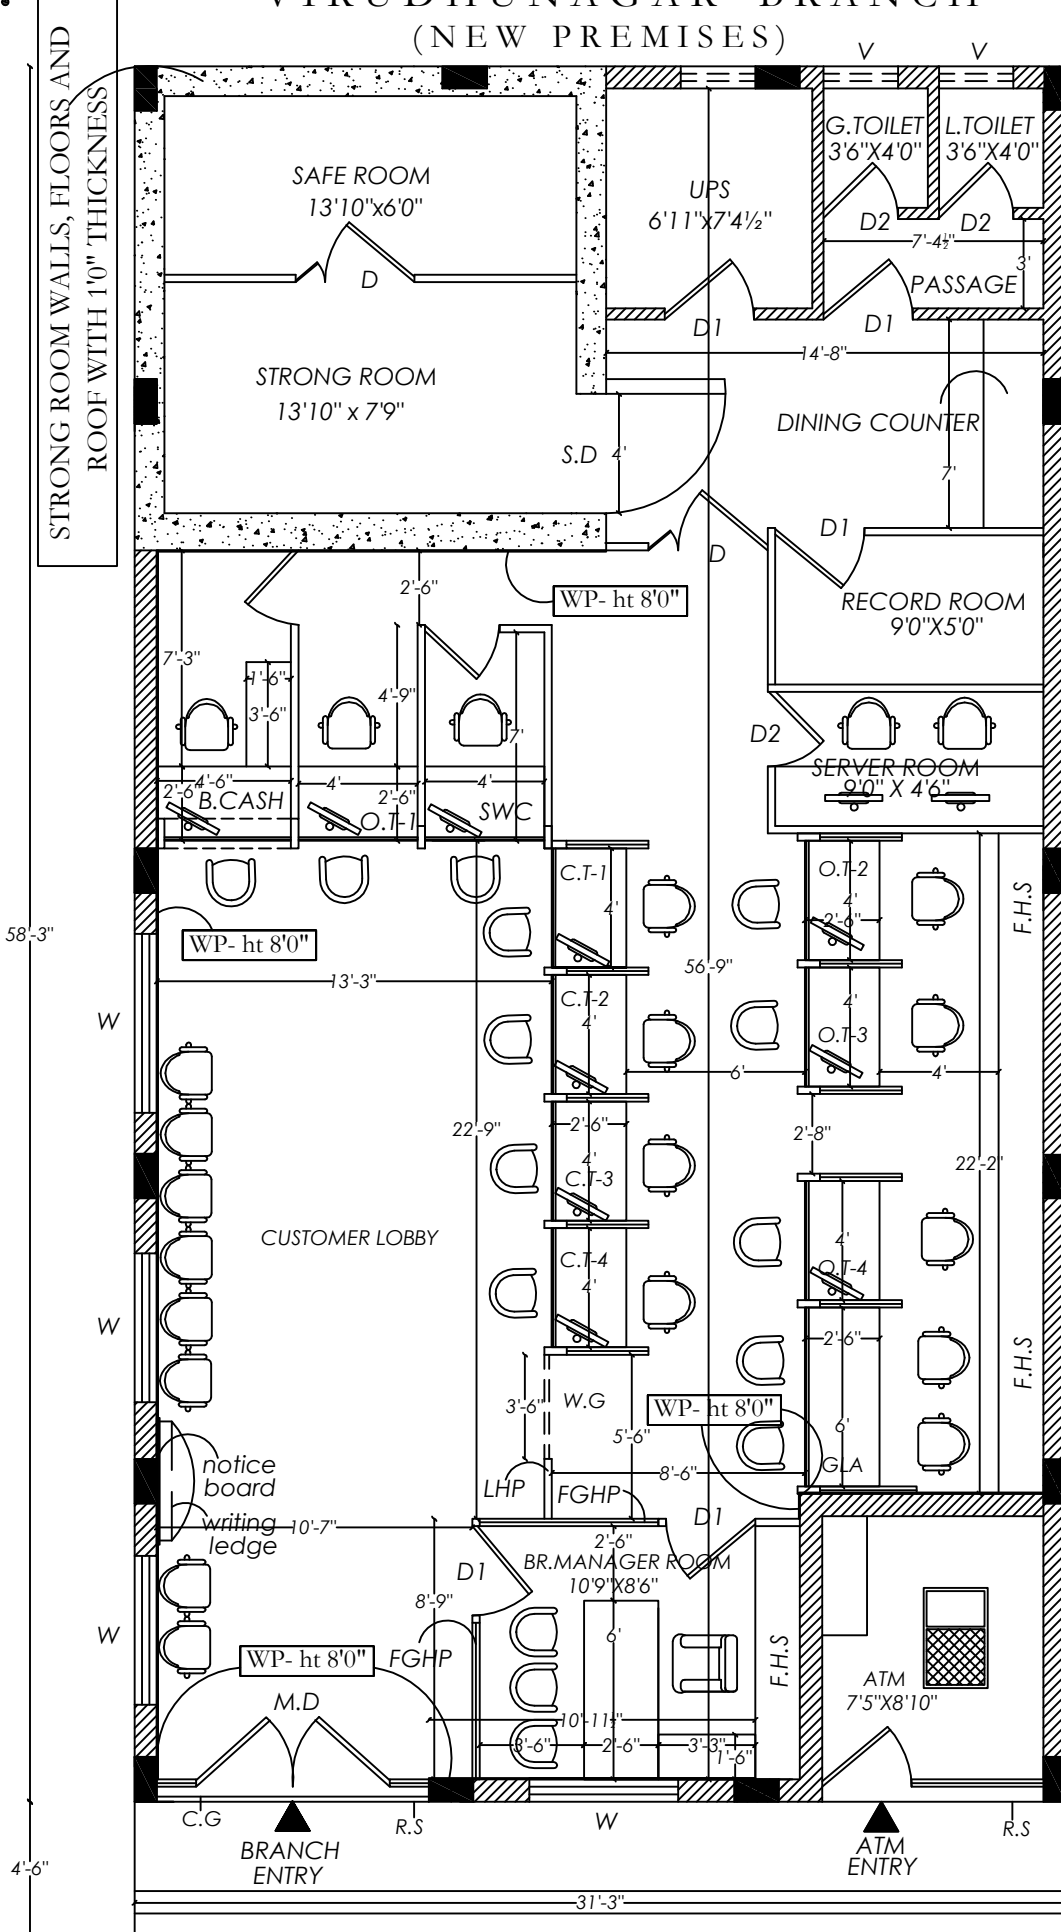 VIRUDHUNAGAR BRANCH
(NEW PREMISES)
STRONG ROOM WALLS, FLOORS AND
ROOF WITH 1'0" THICKNESS
V
V
SAFE ROOM
13'10"x6'0"
D
UPS
6'11"x7'4½"
G.TOILET
3'6"X4'0"
L.TOILET
3'6"X4'0"
D2
D2
7'-4½"
3'
PASSAGE
D1
D1
14'-8"
STRONG ROOM
13'10" x 7'9"
S.D
4'
DINING COUNTER
7'
D1
D
2'-6"
WP- ht 8'0"
RECORD ROOM
9'0"X5'0"
7'-3"
1'-6"
3'-6"
4'-9"
7'
D2
SERVER ROOM
9'0" X 4'6"
4'-6"
2'-6"
B.CASH
4'
2'-6"
O.T-1
4'
SWC
C.T-1
4'
O.T-2
4'
2'-6"
F.H.S
58'-3"
WP- ht 8'0"
13'-3"
56'-9"
C.T-2
4'
4'
O.T-3
W
6'
4'
22'-9"
2'-6"
2'-8"
22'-2"
4'
C.T-3
CUSTOMER LOBBY
C.T-4
4'
4'
O.T-4
W
2'-6"
F.H.S
3'-6"
W.G
WP- ht 8'0"
5'-6"
6'
notice
board
8'-6"
GLA
LHP
FGHP
writing
ledge
10'-7"
D1
2'-6"
BR.MANAGER ROOM
10'9"X8'6"
D1
8'-9"
W
6'
WP- ht 8'0"
FGHP
F.H.S
ATM
7'5"X8'10"
M.D
10'-11½"
3'-6"
2'-6"
3'-3"
1'-6"
C.G
R.S
W
R.S
BRANCH
ENTRY
ATM
ENTRY
4'-6"
31'-3"